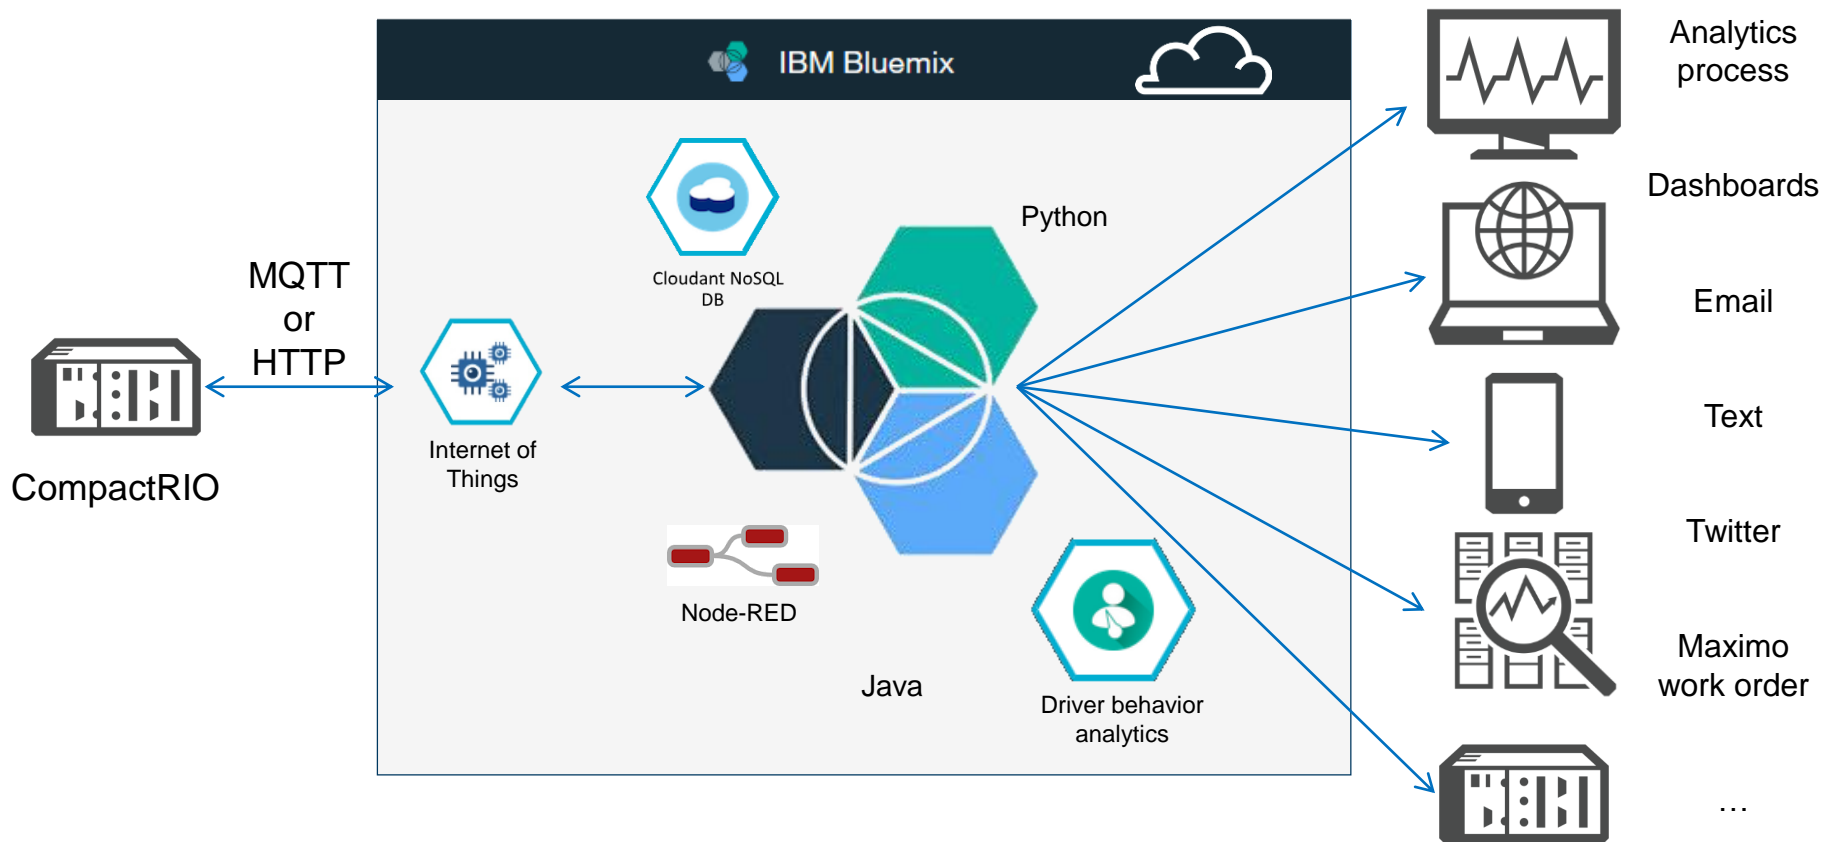 IBM Bluemix
MQTT
or
HTTP
CompactRIO
Cloudant NoSQL
DB
Python
Internet of
Things
Node-RED
Java
Driver behavior
analytics
Analytics
process
Dashboards
Email
Text
Twitter
Maximo
work order
…